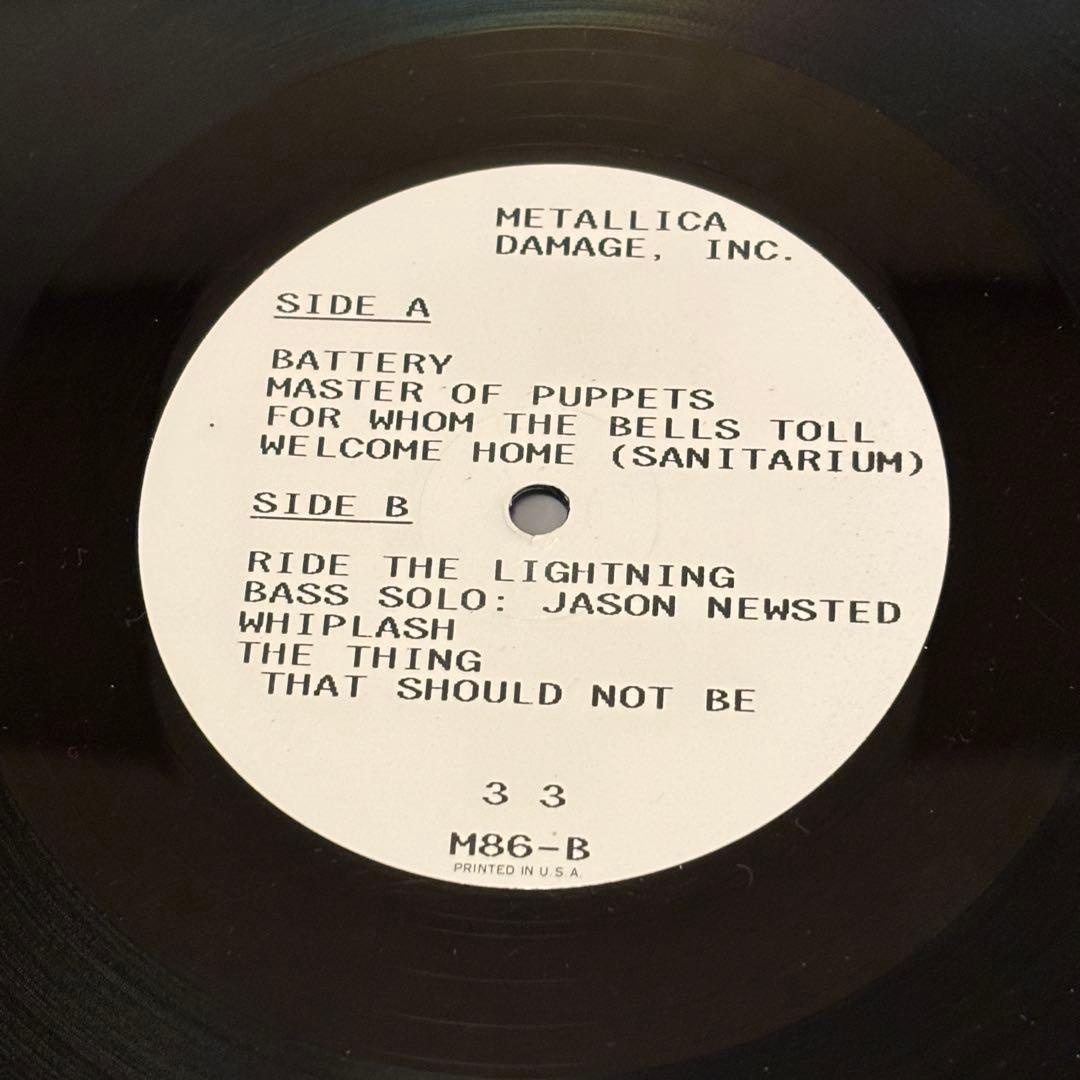 METALLICA
DAMAGE, INC.
SIDE A
BATTERY
MASTER OF PUPPETS
FOR WHOM THE BELLS TOLL
WELCOME HOME (SANITARIUM)
SIDE B
RIDE THE LIGHTNING
BASS SOLO: JASON NEWSTED
WHIPLASH
THE THING
THAT SHOULD NOT BE
3 3
M86-B
PRINTED IN U.S.A.